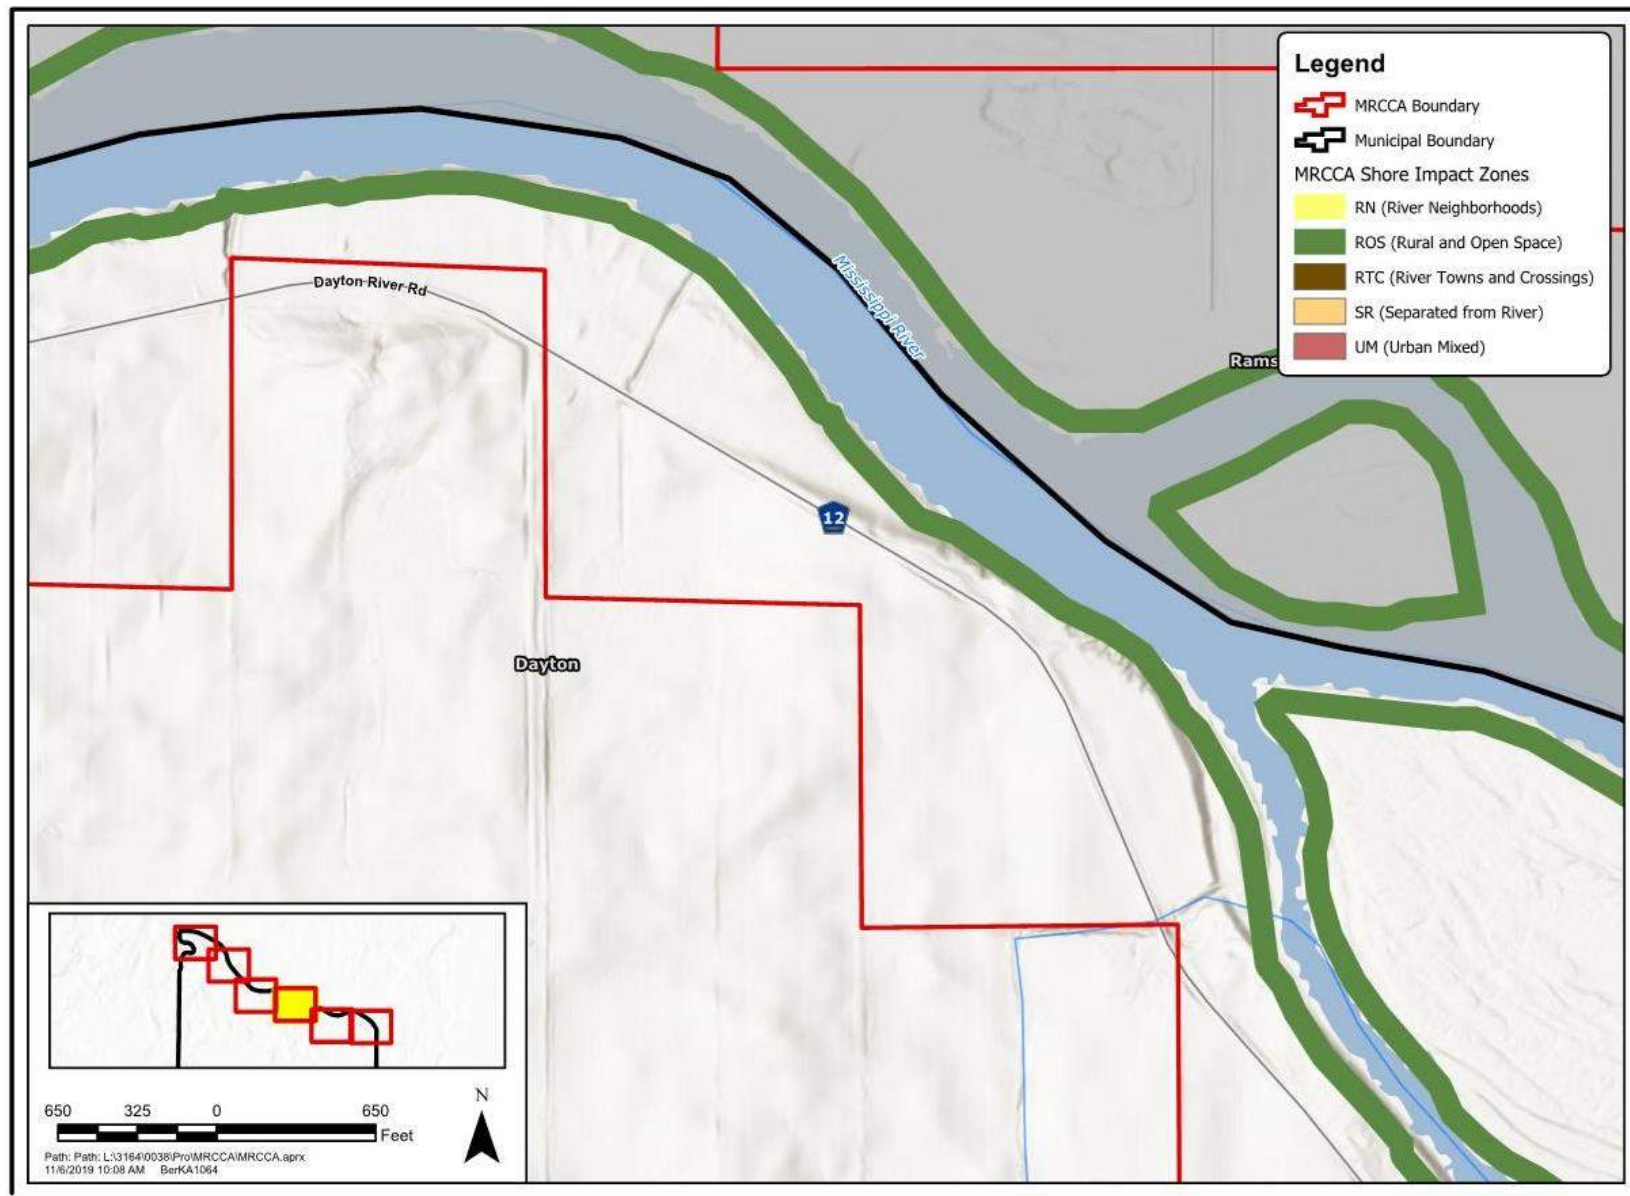 Legend
MRCCA Boundary
Municipal Boundary
MRCCA Shore Impact Zones
RN (River Neighborhoods)
ROS (Rural and Open Space)
RTC (River Towns and Crossings)
SR (Separated from River)
UM (Urban Mixed)
Dayton River Rd
Mississippi River
Rams
12
Dayton
N
650 325 0 650
Feet
Path: Path: L:\3164\0038\Pro\MRCCA\MRCCA.aprx
11/6/2019 10:08 AM BerKA1064